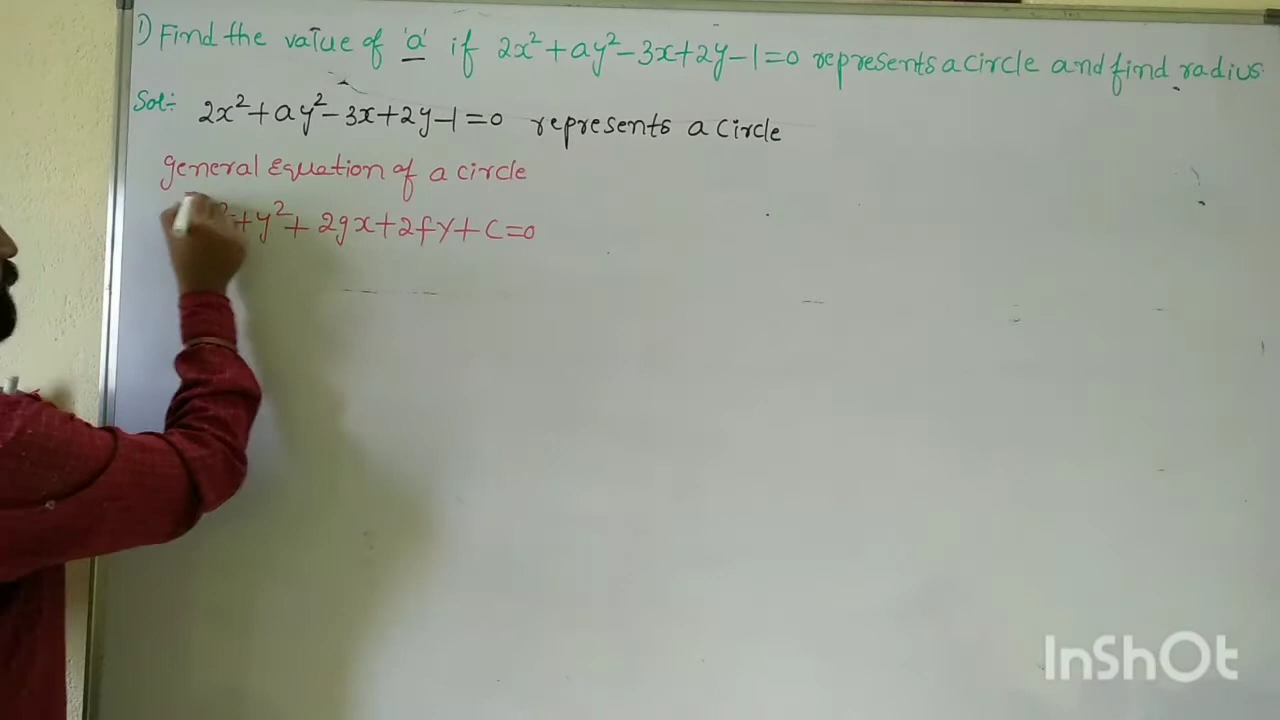 1) Find the value of 'a' if 2x² + ay² - 3x + 2y - 1 = 0 represents a circle and find radius.
Sol:- 2x² + ay² - 3x + 2y - 1 = 0 represents a circle
general Equation of a circle
² + y² + 2gx + 2fy + c = 0
InShOt